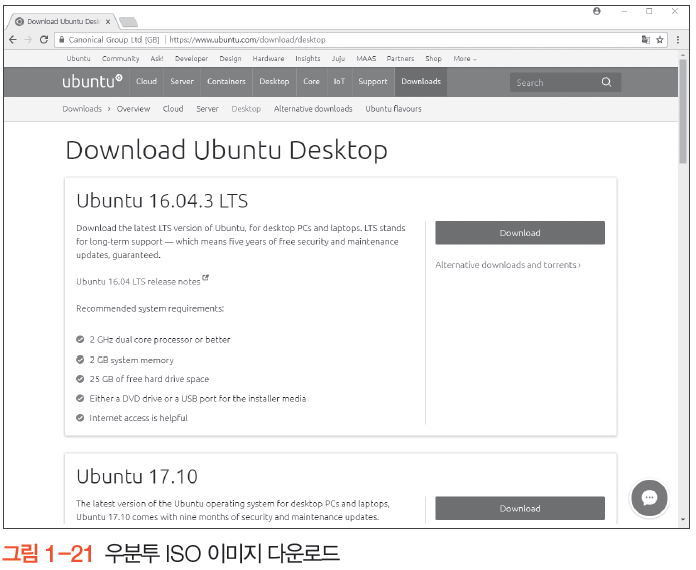 Download Ubuntu Desk x
Canonical Group Ltd [GB] | https://www.ubuntu.com/download/desktop
Ubuntu Community Ask! Developer Design Hardware Insights Juju MAAS Partners Shop More
ubuntu Cloud Server Containers Desktop Core IoT Support Downloads Search
Downloads › Overview Cloud Server Desktop Alternative downloads Ubuntu flavours
Download Ubuntu Desktop
Ubuntu 16.04.3 LTS
Download the latest LTS version of Ubuntu, for desktop PCs and laptops. LTS stands
for long-term support — which means five years of free security and maintenance
updates, guaranteed.
Download
Alternative downloads and torrents ›
Ubuntu 16.04 LTS release notes
Recommended system requirements:
2 GHz dual core processor or better
2 GB system memory
25 GB of free hard drive space
Either a DVD drive or a USB port for the installer media
Internet access is helpful
Ubuntu 17.10
The latest version of the Ubuntu operating system for desktop PCs and laptops,
Ubuntu 17.10 comes with nine months of security and maintenance updates.
Download
그림 1-21 우분투 ISO 이미지 다운로드